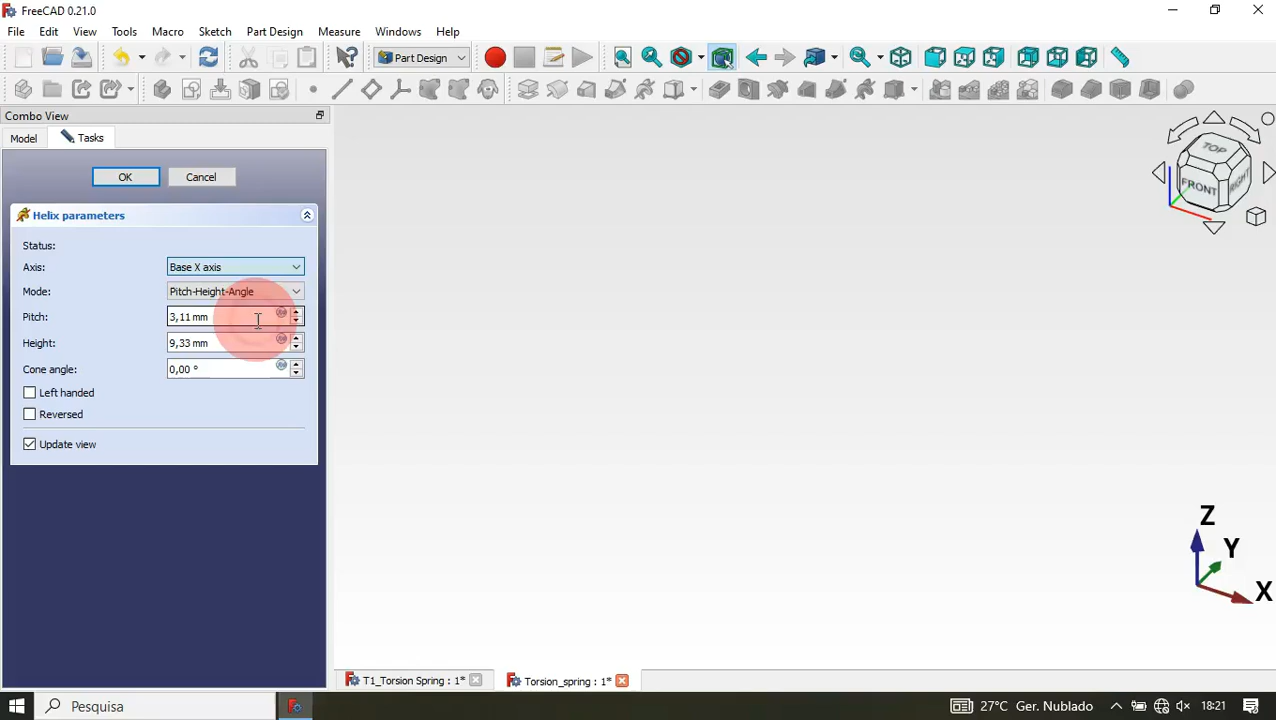 FreeCAD 0.21.0
File Edit View Tools Macro Sketch Part Design Measure Windows Help
Part Design
Combo View
Model Tasks
OK Cancel
Helix parameters
Status:
Axis: Base X axis
Mode: Pitch-Height-Angle
Pitch: 3,11 mm
Height: 9,33 mm
Cone angle: 0,00 °
Left handed
Reversed
Update view
TOP
FRONT RIGHT
Z
Y
X
T1_Torsion Spring : 1* Torsion_spring : 1*
Pesquisa 27°C Ger. Nublado 18:21